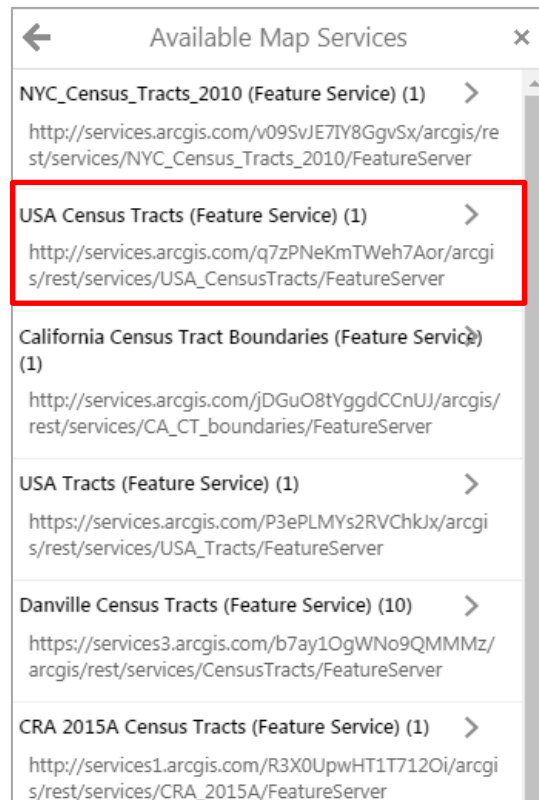 Available Map Services
NYC_Census_Tracts_2010 (Feature Service) (1)
http://services.arcgis.com/v09SvJE7IY8GgvSx/arcgis/re
st/services/NYC_Census_Tracts_2010/FeatureServer
USA Census Tracts (Feature Service) (1)
http://services.arcgis.com/q7zPNeKmTWeh7Aor/arcgi
s/rest/services/USA_CensusTracts/FeatureServer
California Census Tract Boundaries (Feature Service)
(1)
http://services.arcgis.com/jDGuO8tYggdCCnUJ/arcgis/
rest/services/CA_CT_boundaries/FeatureServer
USA Tracts (Feature Service) (1)
https://services.arcgis.com/P3ePLMYs2RVChkJx/arcgi
s/rest/services/USA_Tracts/FeatureServer
Danville Census Tracts (Feature Service) (10)
https://services3.arcgis.com/b7ay1OgWNo9QMMMz/
arcgis/rest/services/CensusTracts/FeatureServer
CRA 2015A Census Tracts (Feature Service) (1)
http://services1.arcgis.com/R3X0UpwHT1T712Oi/arcgi
s/rest/services/CRA_2015A/FeatureServer